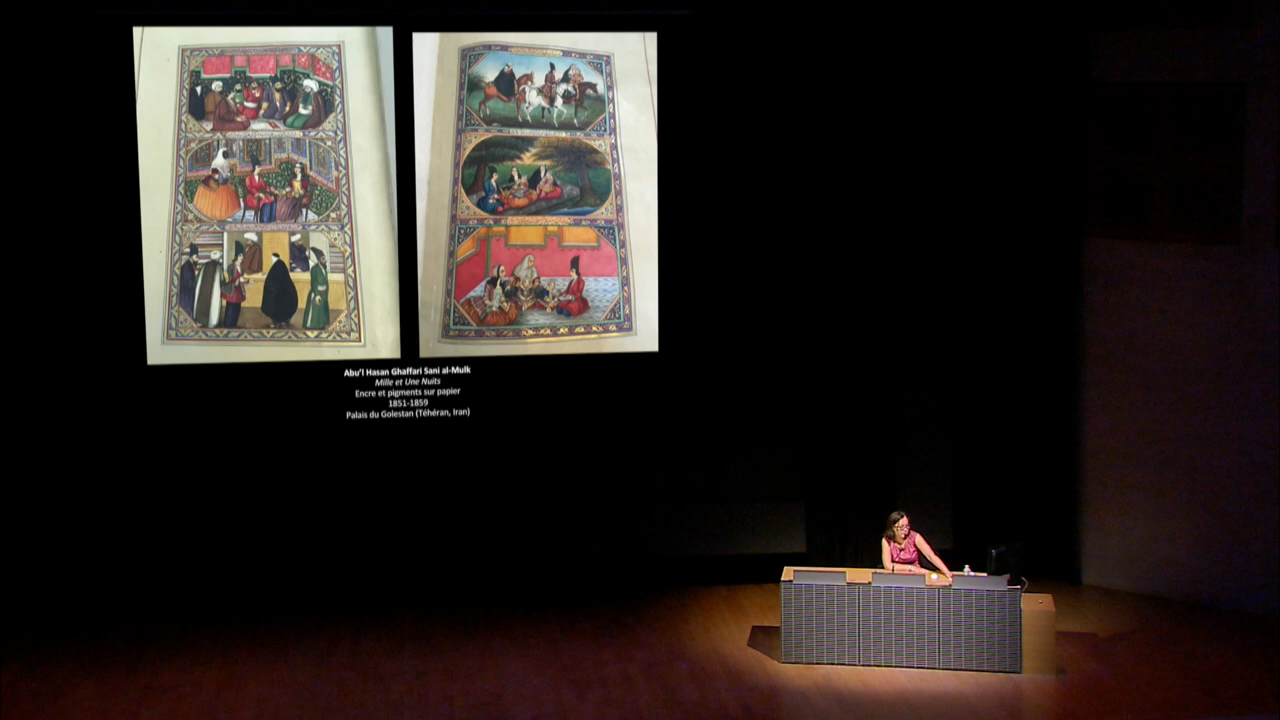 Abu'l Hasan Ghaffari Sani al-Mulk
Mille et Une Nuits
Encre et pigments sur papier
1851-1859
Palais du Golestan (Téhéran, Iran)